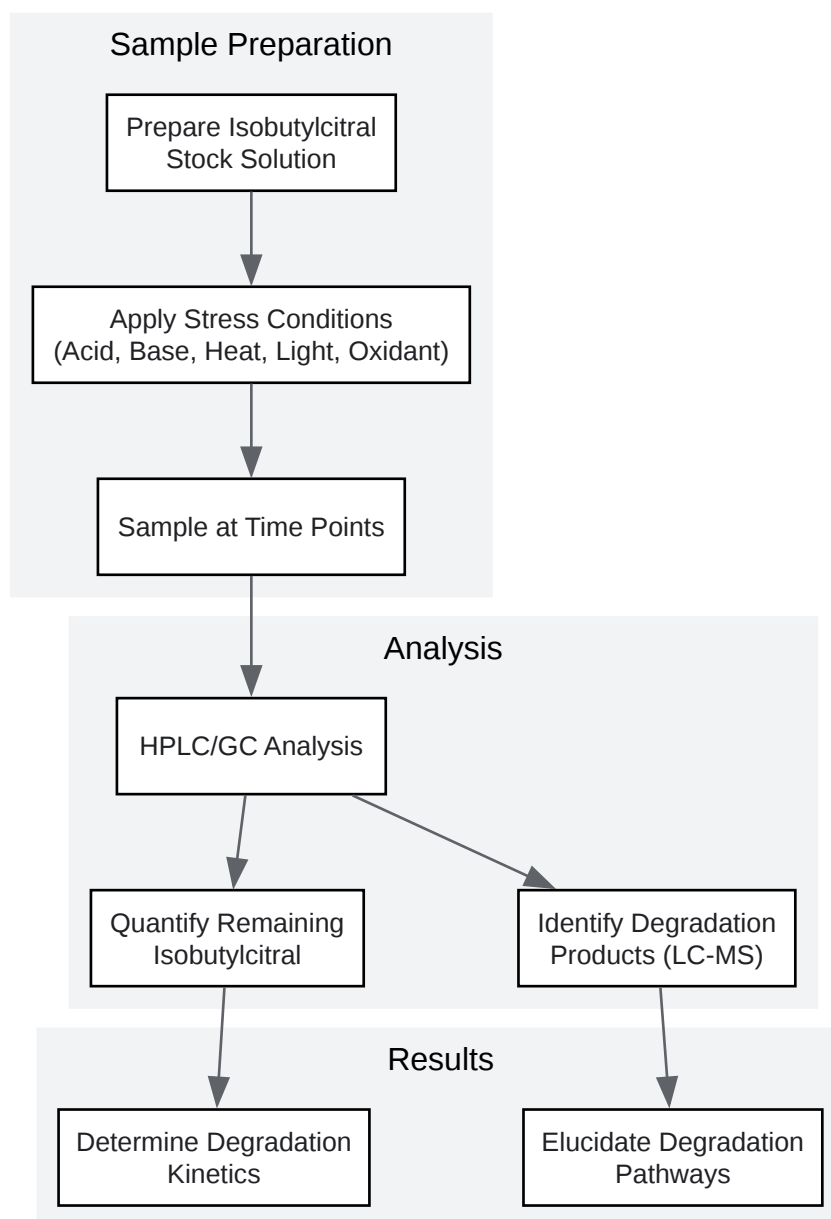 Sample Preparation
Prepare Isobutylcitral
Stock Solution
Apply Stress Conditions
(Acid, Base, Heat, Light, Oxidant)
Sample at Time Points
Analysis
HPLC/GC Analysis
Quantify Remaining
Isobutylcitral
Identify Degradation
Products (LC-MS)
Results
Determine Degradation
Kinetics
Elucidate Degradation
Pathways